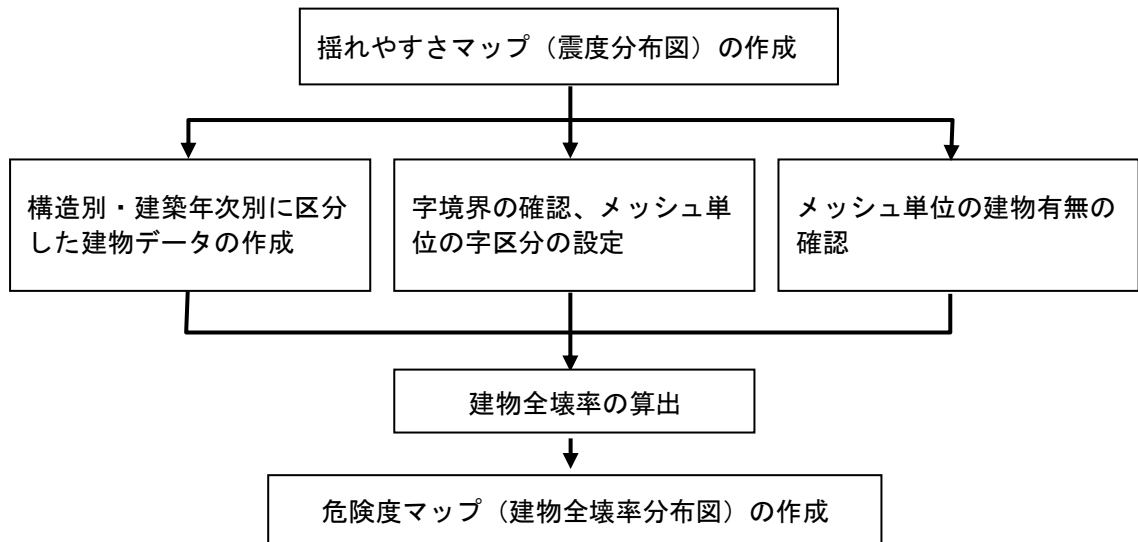 揺れやすさマップ（震度分布図）の作成
構造別・建築年次別に区分
した建物データの作成
字境界の確認、メッシュ単
位の字区分の設定
メッシュ単位の建物有無の
確認
建物全壊率の算出
危険度マップ（建物全壊率分布図）の作成